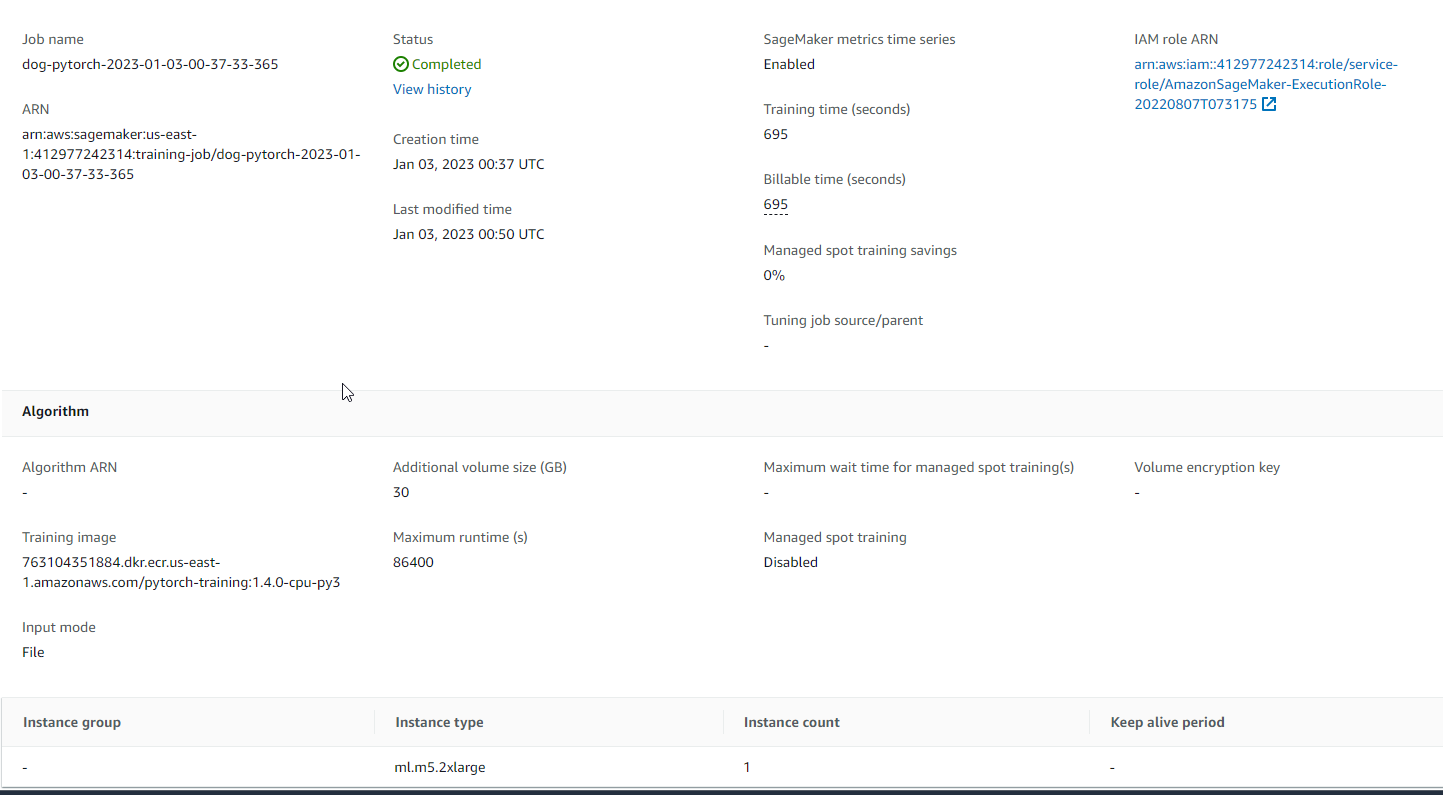 Job name
dog-pytorch-2023-01-03-00-37-33-365
ARN
arn:aws:sagemaker:us-east-
1:412977242314:training-job/dog-pytorch-2023-01-
03-00-37-33-365
Status
Completed
View history
Creation time
Jan 03, 2023 00:37 UTC
Last modified time
Jan 03, 2023 00:50 UTC
SageMaker metrics time series
Enabled
Training time (seconds)
695
Billable time (seconds)
695
Managed spot training savings
0%
Tuning job source/parent
-
IAM role ARN
arn:aws:iam::412977242314:role/service-
role/AmazonSageMaker-ExecutionRole-
20220807T073175
Algorithm
Algorithm ARN
-
Training image
763104351884.dkr.ecr.us-east-
1.amazonaws.com/pytorch-training:1.4.0-cpu-py3
Input mode
File
Additional volume size (GB)
30
Maximum runtime (s)
86400
Maximum wait time for managed spot training(s)
-
Managed spot training
Disabled
Volume encryption key
-
Instance group Instance type Instance count Keep alive period
- ml.m5.2xlarge 1 -